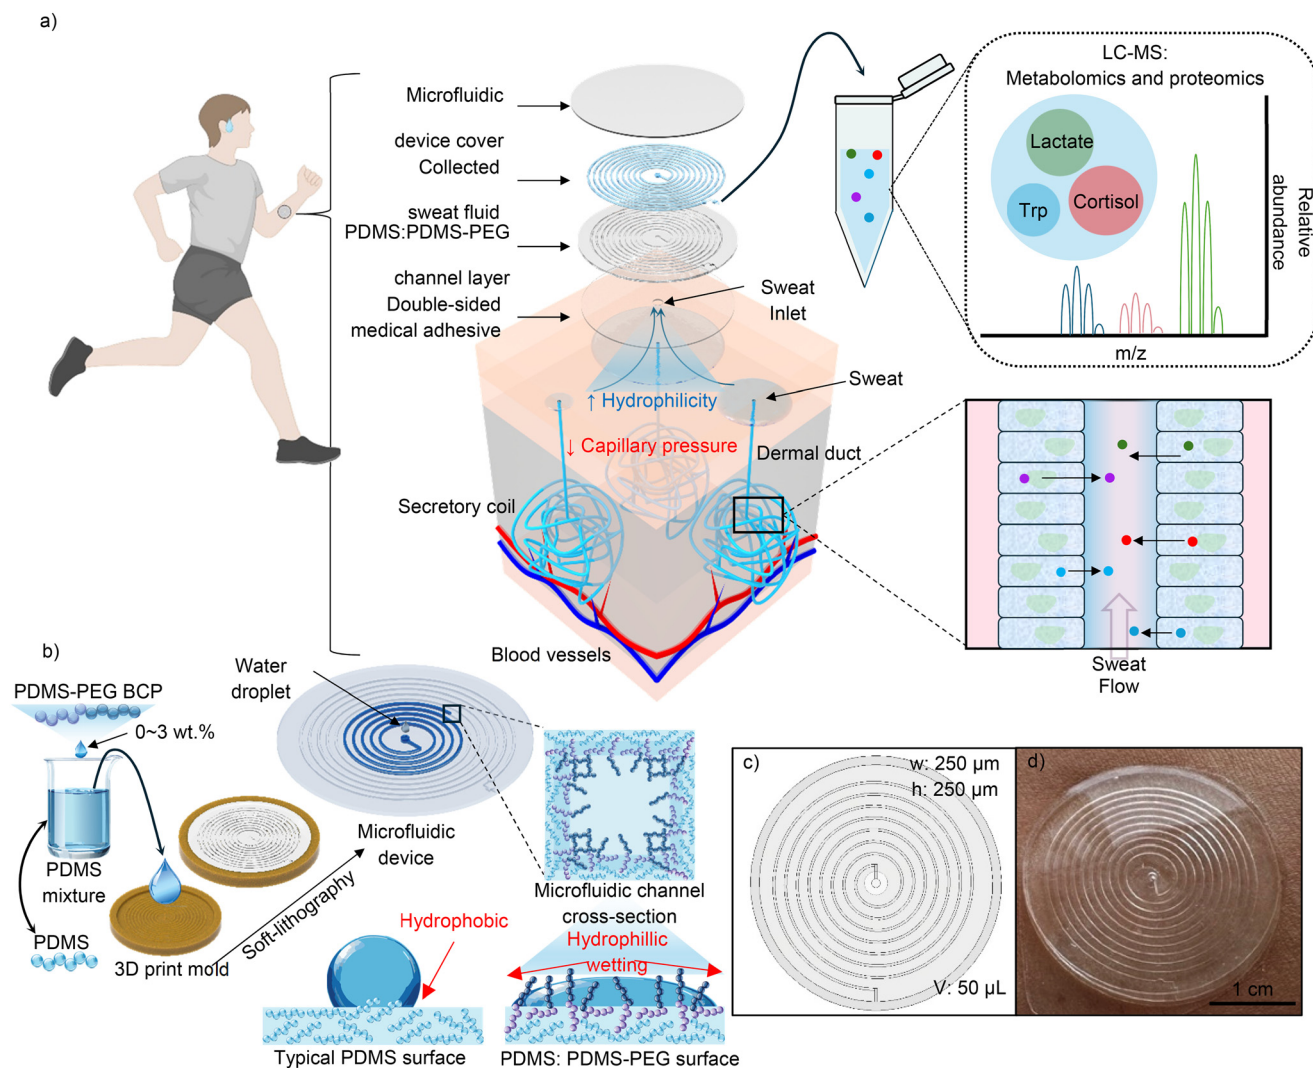 a)
Microfluidic
device cover
Collected
sweat fluid
PDMS:PDMS-PEG
channel layer
Double-sided
medical adhesive
Sweat
Inlet
Sweat
↑ Hydrophilicity
↓ Capillary pressure
Dermal duct
Secretory coil
Blood vessels
LC-MS:
Metabolomics and proteomics
Lactate
Trp
Cortisol
Relative
abundance
m/z
Sweat
Flow
b)
PDMS-PEG BCP
0~3 wt.%
PDMS
mixture
PDMS
3D print mold
Soft-lithography
Water
droplet
Microfluidic
device
Microfluidic channel
cross-section
Hydrophobic
Typical PDMS surface
Hydrophillic
wetting
PDMS: PDMS-PEG surface
c)
w: 250 µm
h: 250 µm
V: 50 µL
d)
1 cm